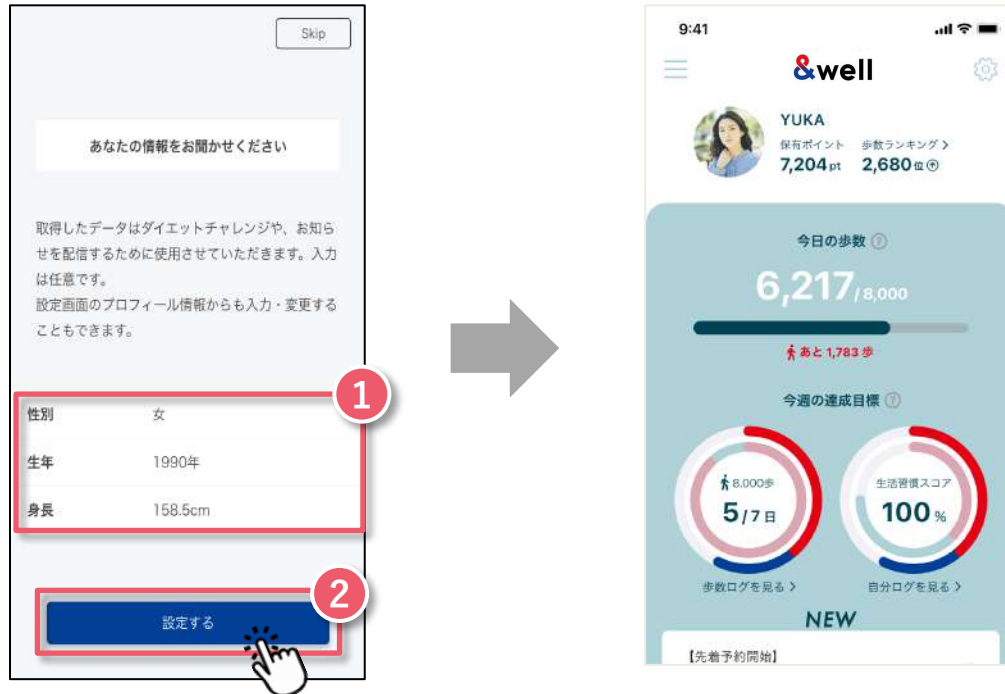 Skip
あなたの情報をお聞かせください
取得したデータはダイエットチャレンジや、お知ら
せを配信するために使用させていただきます。入力
は任意です。
設定画面のプロフィール情報からも入力・変更する
こともできます。
1
性別 女
生年 1990年
身長 158.5cm
2
設定する
9:41
&well
YUKA
保有ポイント 歩数ランキング >
7,204 pt 2,680 位
今日の歩数 ?
6,217 / 8,000
あと 1,783 歩
今週の達成目標 ?
8,000歩
5 / 7 日
生活習慣スコア
100 %
歩数ログを見る >
自分ログを見る >
NEW
【先着予約開始】